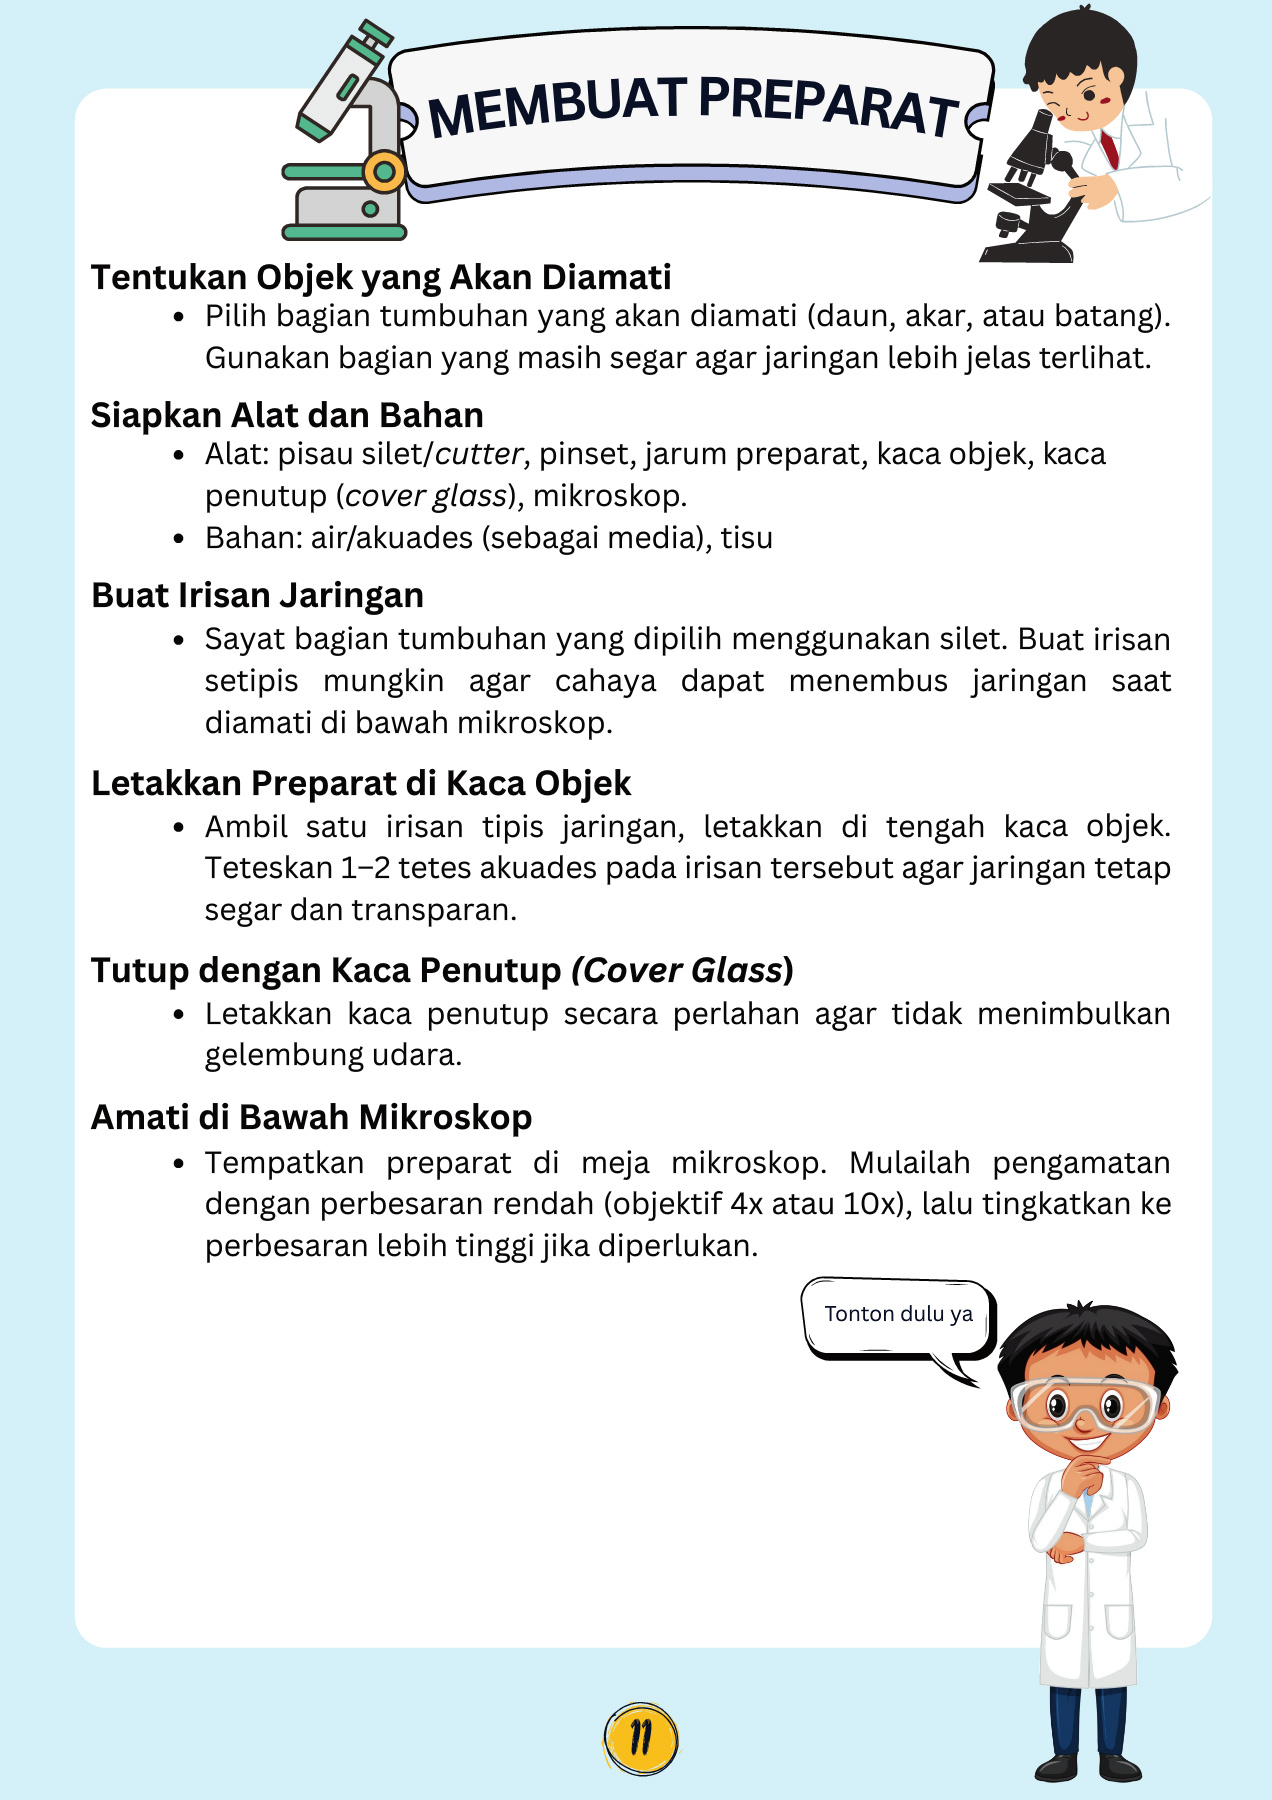 MEMBUAT PREPARAT
Tentukan Objek yang Akan Diamati
• Pilih bagian tumbuhan yang akan diamati (daun, akar, atau batang).
Gunakan bagian yang masih segar agar jaringan lebih jelas terlihat.
Siapkan Alat dan Bahan
• Alat: pisau silet/cutter, pinset, jarum preparat, kaca objek, kaca
penutup (cover glass), mikroskop.
• Bahan: air/akuades (sebagai media), tisu
Buat Irisan Jaringan
• Sayat bagian tumbuhan yang dipilih menggunakan silet. Buat irisan
setipis mungkin agar cahaya dapat menembus jaringan saat
diamati di bawah mikroskop.
Letakkan Preparat di Kaca Objek
• Ambil satu irisan tipis jaringan, letakkan di tengah kaca objek.
Teteskan 1–2 tetes akuades pada irisan tersebut agar jaringan tetap
segar dan transparan.
Tutup dengan Kaca Penutup (Cover Glass)
• Letakkan kaca penutup secara perlahan agar tidak menimbulkan
gelembung udara.
Amati di Bawah Mikroskop
• Tempatkan preparat di meja mikroskop. Mulailah pengamatan
dengan perbesaran rendah (objektif 4x atau 10x), lalu tingkatkan ke
perbesaran lebih tinggi jika diperlukan.
Tonton dulu ya
11